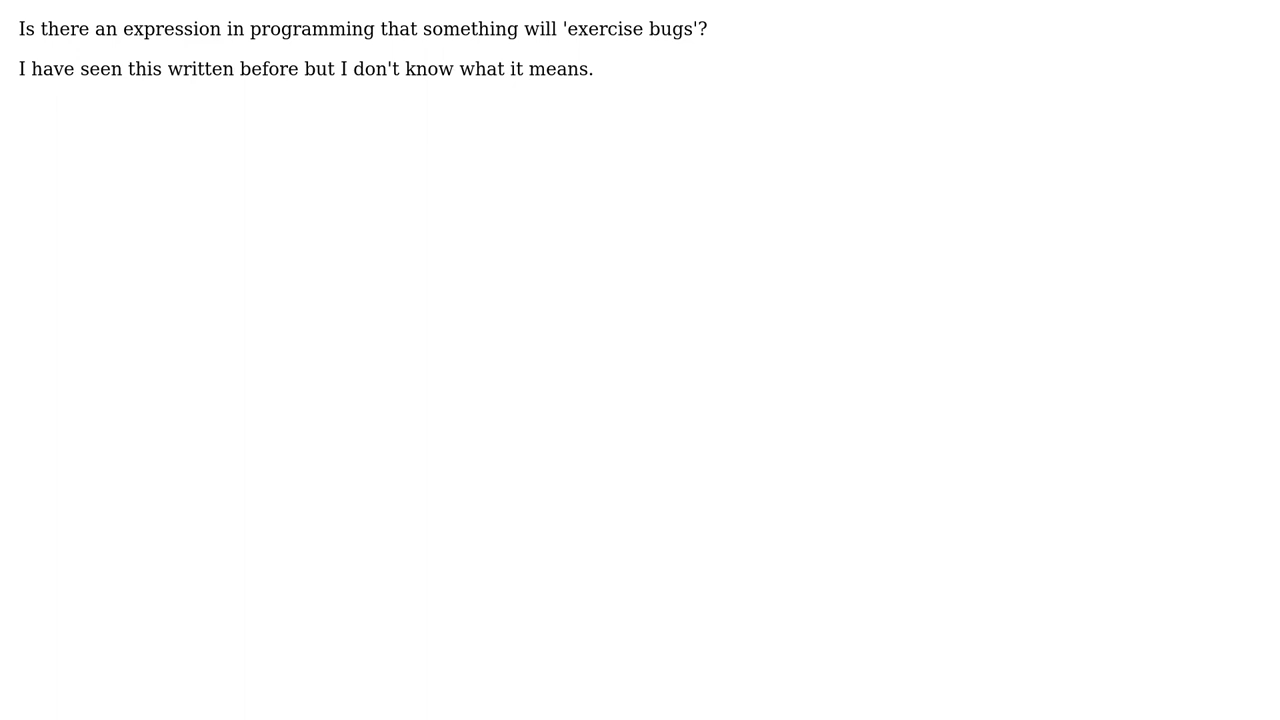 Is there an expression in programming that something will 'exercise bugs'?
I have seen this written before but I don't know what it means.